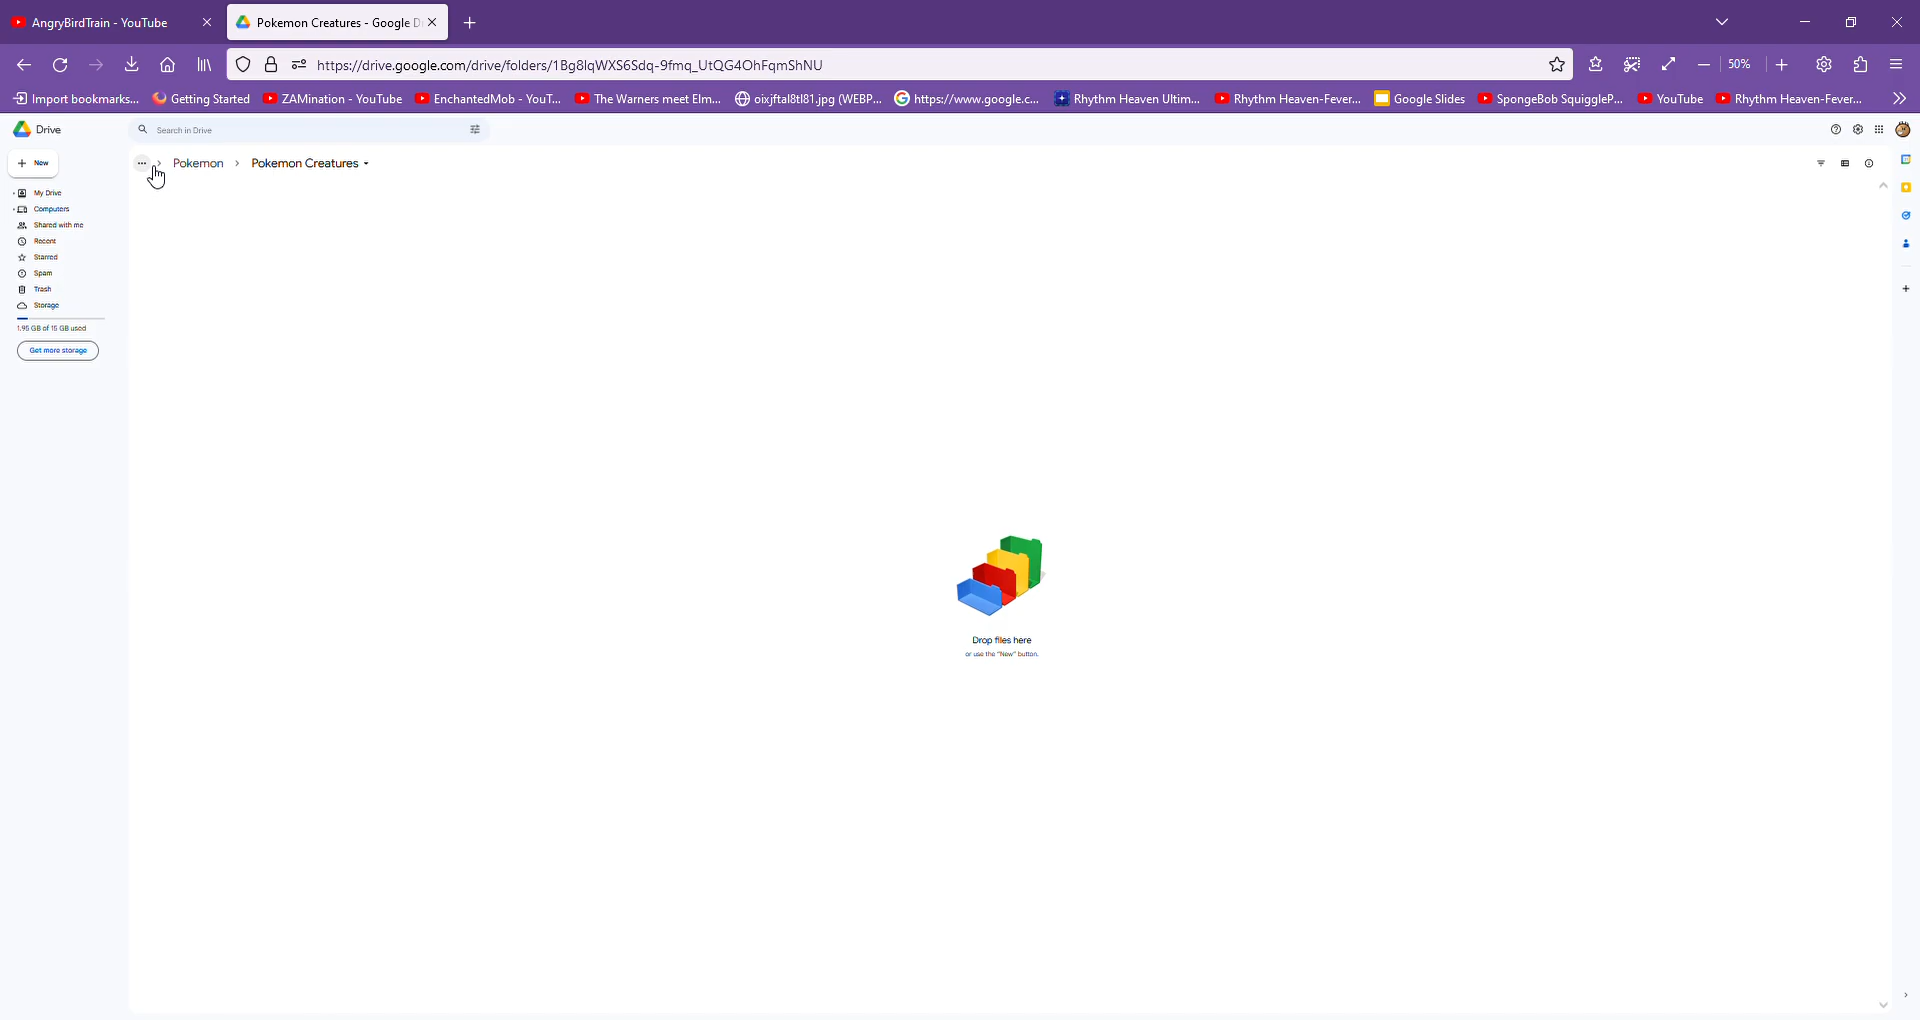 AngryBirdTrain - YouTube
Pokemon Creatures - Google D
https://drive.google.com/drive/folders/1Bg8lqWXS6Sdq-9fmq_UtQG4OhFqmShNU
50%
Import bookmarks...
Getting Started
ZAMination - YouTube
EnchantedMob - YouT...
The Warners meet Elm...
oixjftal8tl81.jpg (WEBP...
https://www.google.c...
Rhythm Heaven Ultim...
Rhythm Heaven-Fever...
Google Slides
SpongeBob SquiggleP...
YouTube
Rhythm Heaven-Fever...
Drive
Search in Drive
New
Pokemon
Pokemon Creatures
My Drive
Computers
Shared with me
Recent
Starred
Spam
Trash
Storage
1.95 GB of 15 GB used
Get more storage
Drop files here
or use the "New" button.